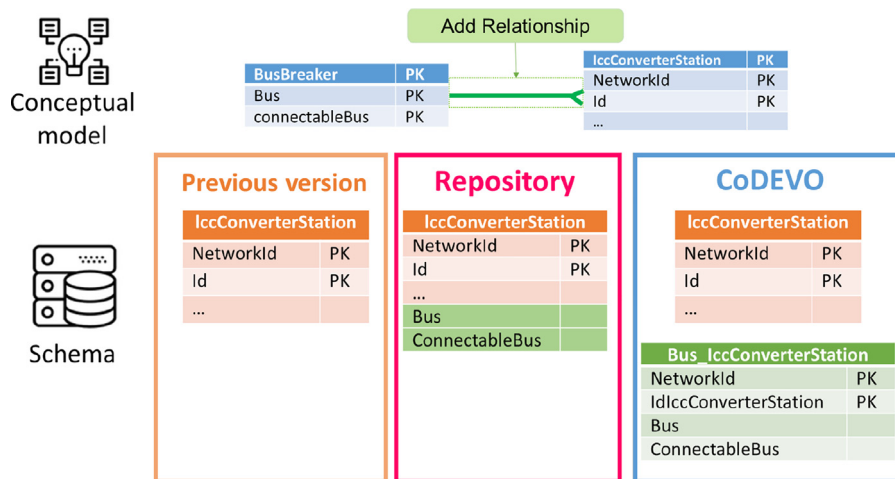 Add Relationship
BusBreaker PK
Bus PK
connectableBus PK
lccConverterStation PK
NetworkId PK
Id PK
...
Conceptual
model
Previous version
lccConverterStation
NetworkId PK
Id PK
...
Repository
lccConverterStation
NetworkId PK
Id PK
...
Bus
ConnectableBus
CoDEVO
lccConverterStation
NetworkId PK
Id PK
...
Bus_lccConverterStation
NetworkId PK
IdlccConverterStation PK
Bus
ConnectableBus
Schema